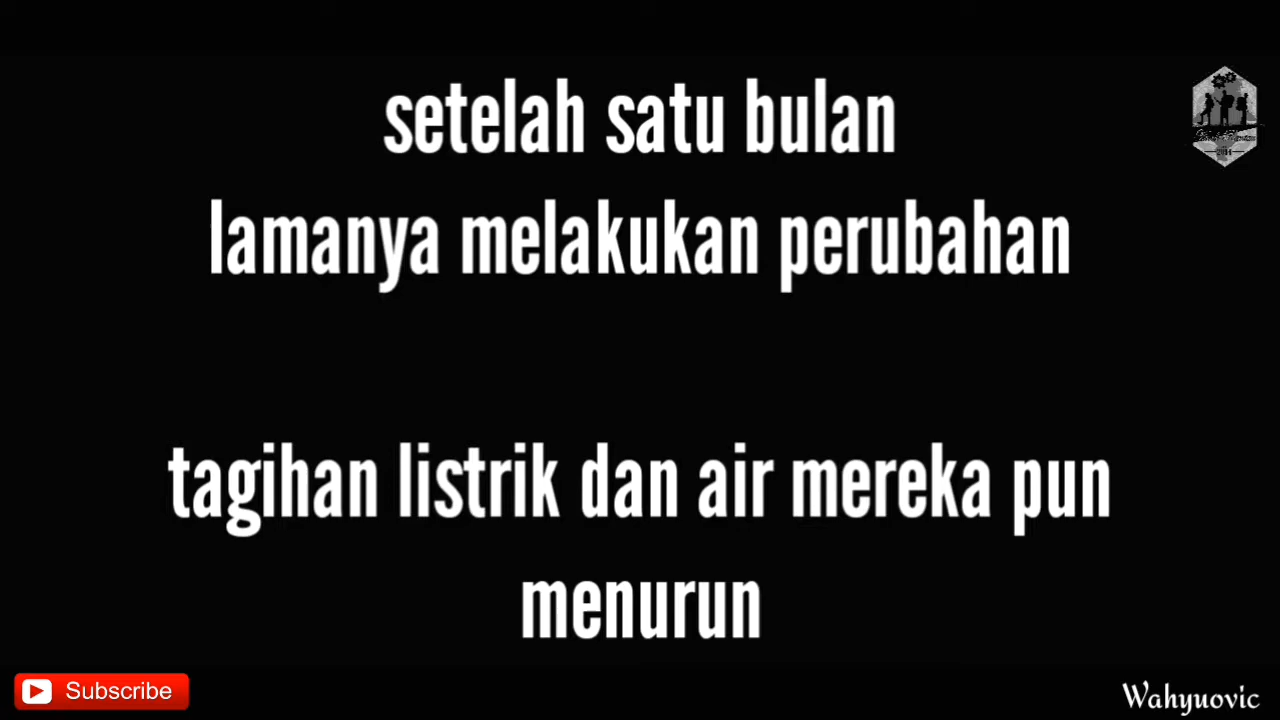 setelah satu bulan
lamanya melakukan perubahan
tagihan listrik dan air mereka pun
menurun
Subscribe
Wahyuovic